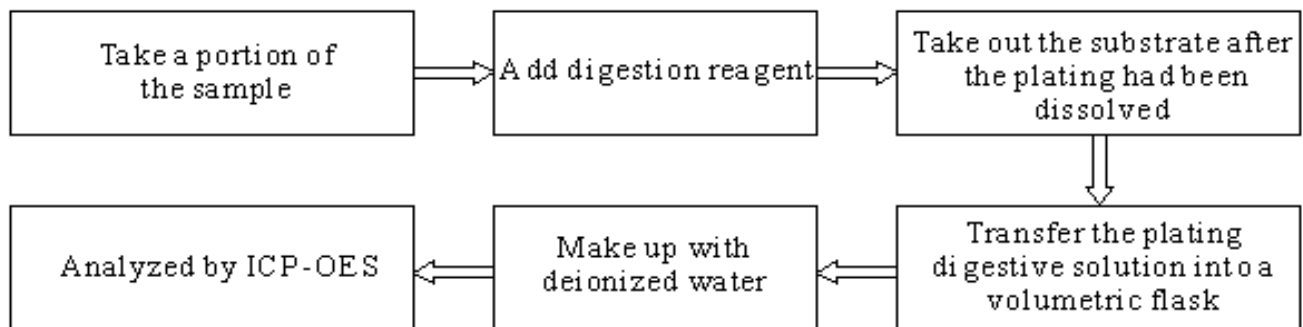 Take a portion of
the sample
Add digestion reagent
Take out the substrate after
the plating had been
dissolved
Transfer the plating
digestive solution into a
volumetric flask
Make up with
deionized water
Analyzed by ICP-OES